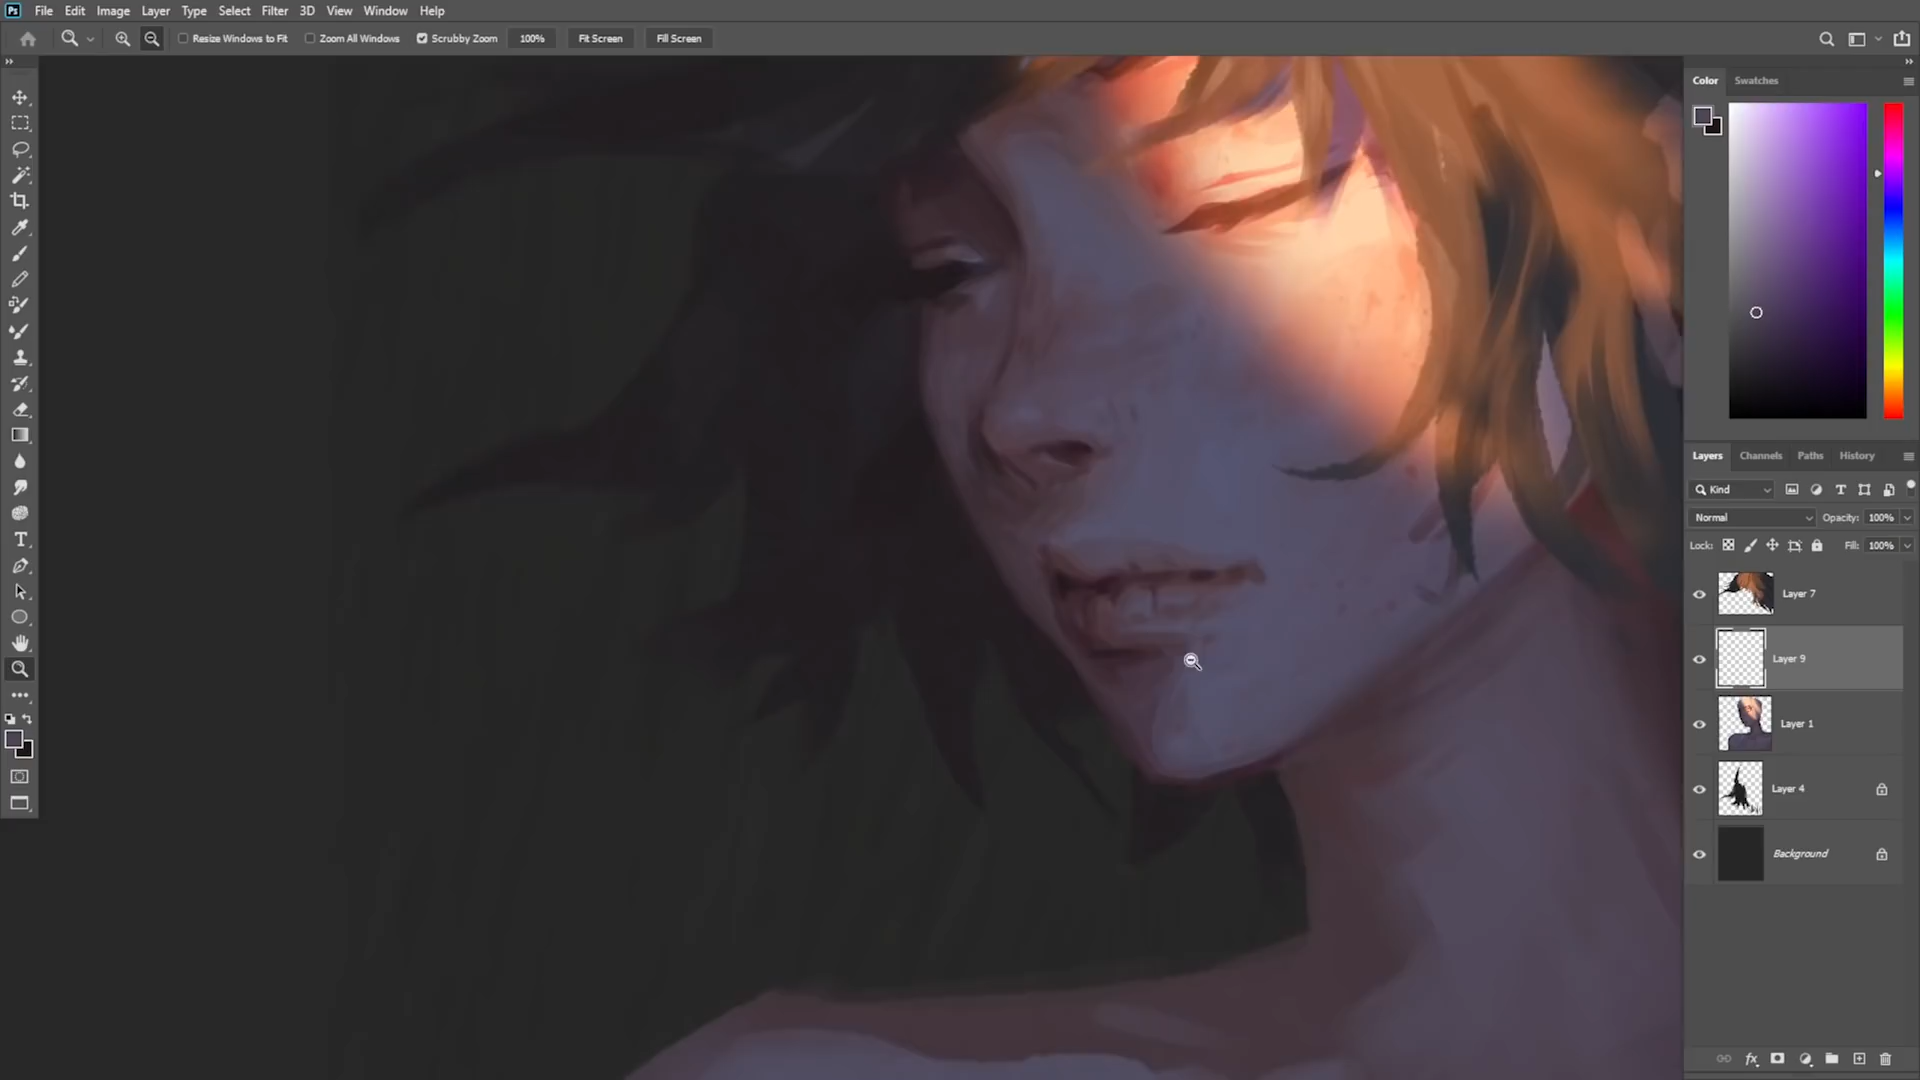 Ps File Edit Image Layer Type Select Filter 3D View Window Help
Resize Windows to Fit Zoom All Windows Scrubby Zoom 100% Fit Screen Fill Screen
Color Swatches
Layers Channels Paths History
Kind
Normal Opacity: 100%
Lock: Fill: 100%
Layer 7
Layer 9
Layer 1
Layer 4
Background